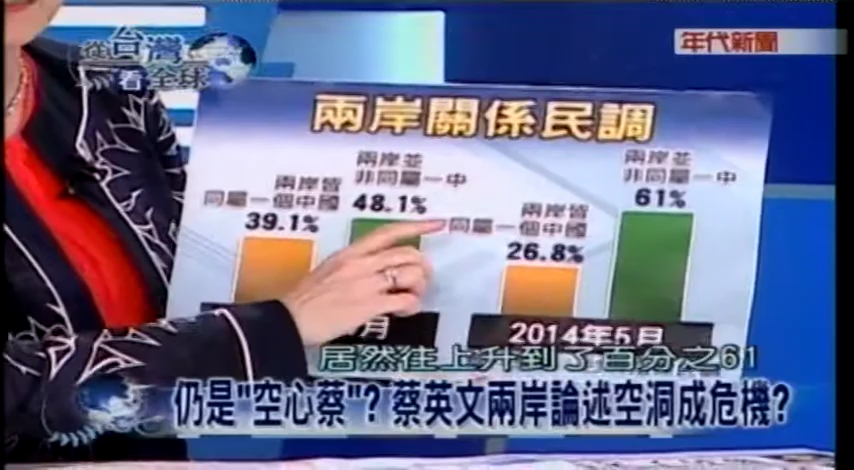 從台灣
看全球
年代新聞
兩岸關係民調
兩岸皆
同屬一個中國
39.1%
兩岸並
非同屬一中
48.1%
兩岸皆
同屬一個中國
26.8%
兩岸並
非同屬一中
61%
月
2014年5月
居然往上升到了百分之61
仍是"空心蔡"？蔡英文兩岸論述空洞成危機？